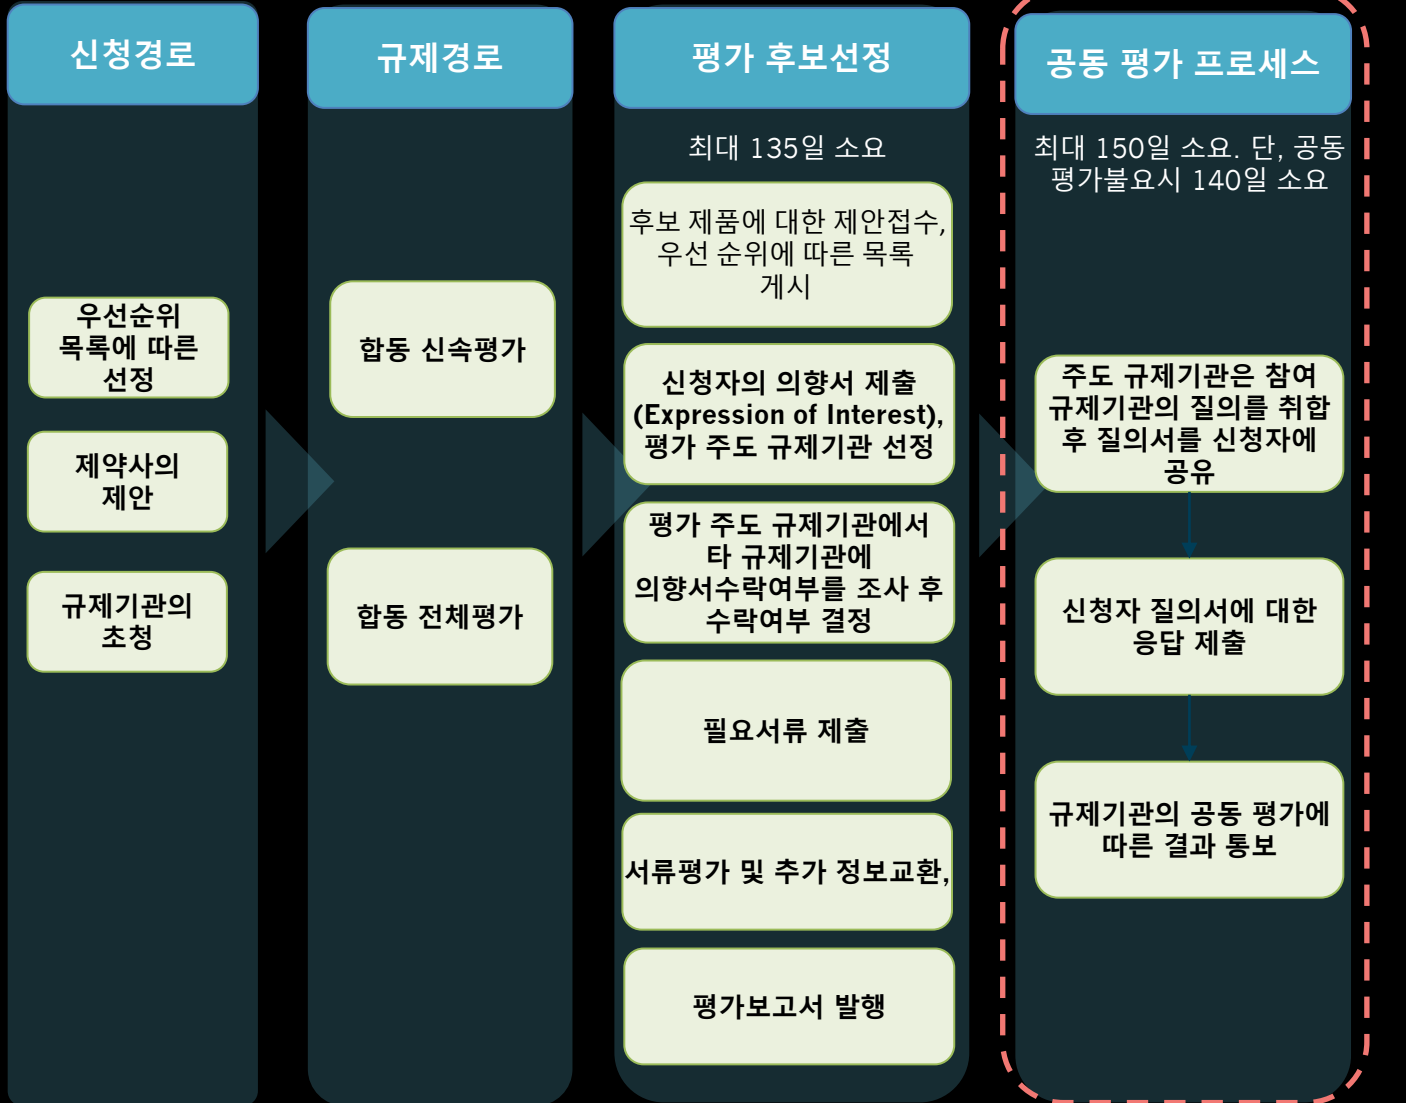 신청경로
우선순위
목록에 따른
선정
제약사의
제안
규제기관의
초청
규제경로
합동 신속평가
합동 전체평가
평가 후보선정
최대 135일 소요
후보 제품에 대한 제안접수,
우선 순위에 따른 목록
게시
신청자의 의향서 제출
(Expression of Interest),
평가 주도 규제기관 선정
평가 주도 규제기관에서
타 규제기관에
의향서수락여부를 조사 후
수락여부 결정
필요서류 제출
서류평가 및 추가 정보교환,
평가보고서 발행
공동 평가 프로세스
최대 150일 소요. 단, 공동
평가불요시 140일 소요
주도 규제기관은 참여
규제기관의 질의를 취합
후 질의서를 신청자에
공유
신청자 질의서에 대한
응답 제출
규제기관의 공동 평가에
따른 결과 통보